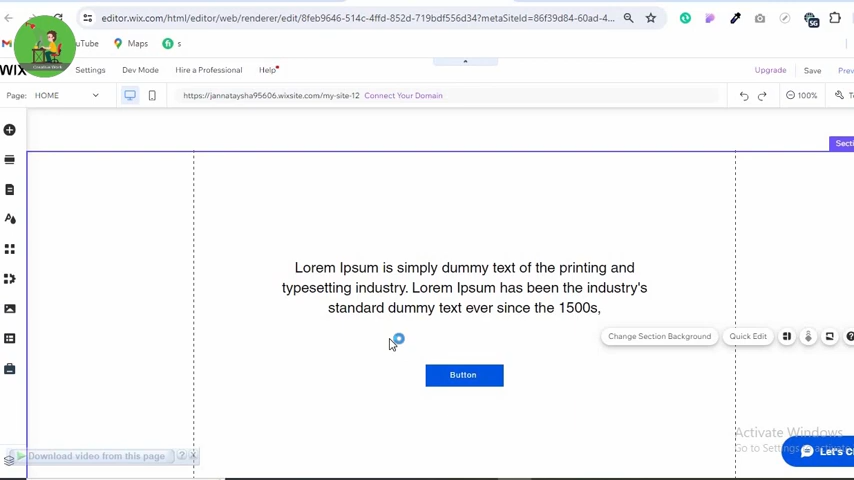 editor.wix.com/html/editor/web/renderer/edit/8feb9646-514c-4ffd-852d-719bdf556d34?metaSiteId=86f39d84-60ad-4...
Maps
s
WIX
Settings
Dev Mode
Hire a Professional
Help
Upgrade
Save
Page: HOME
https://jannataysha95606.wixsite.com/my-site-12
Connect Your Domain
100%
Lorem Ipsum is simply dummy text of the printing and
typesetting industry. Lorem Ipsum has been the industry's
standard dummy text ever since the 1500s,
Change Section Background
Quick Edit
Button
Activate Windows
Download video from this page
Let's